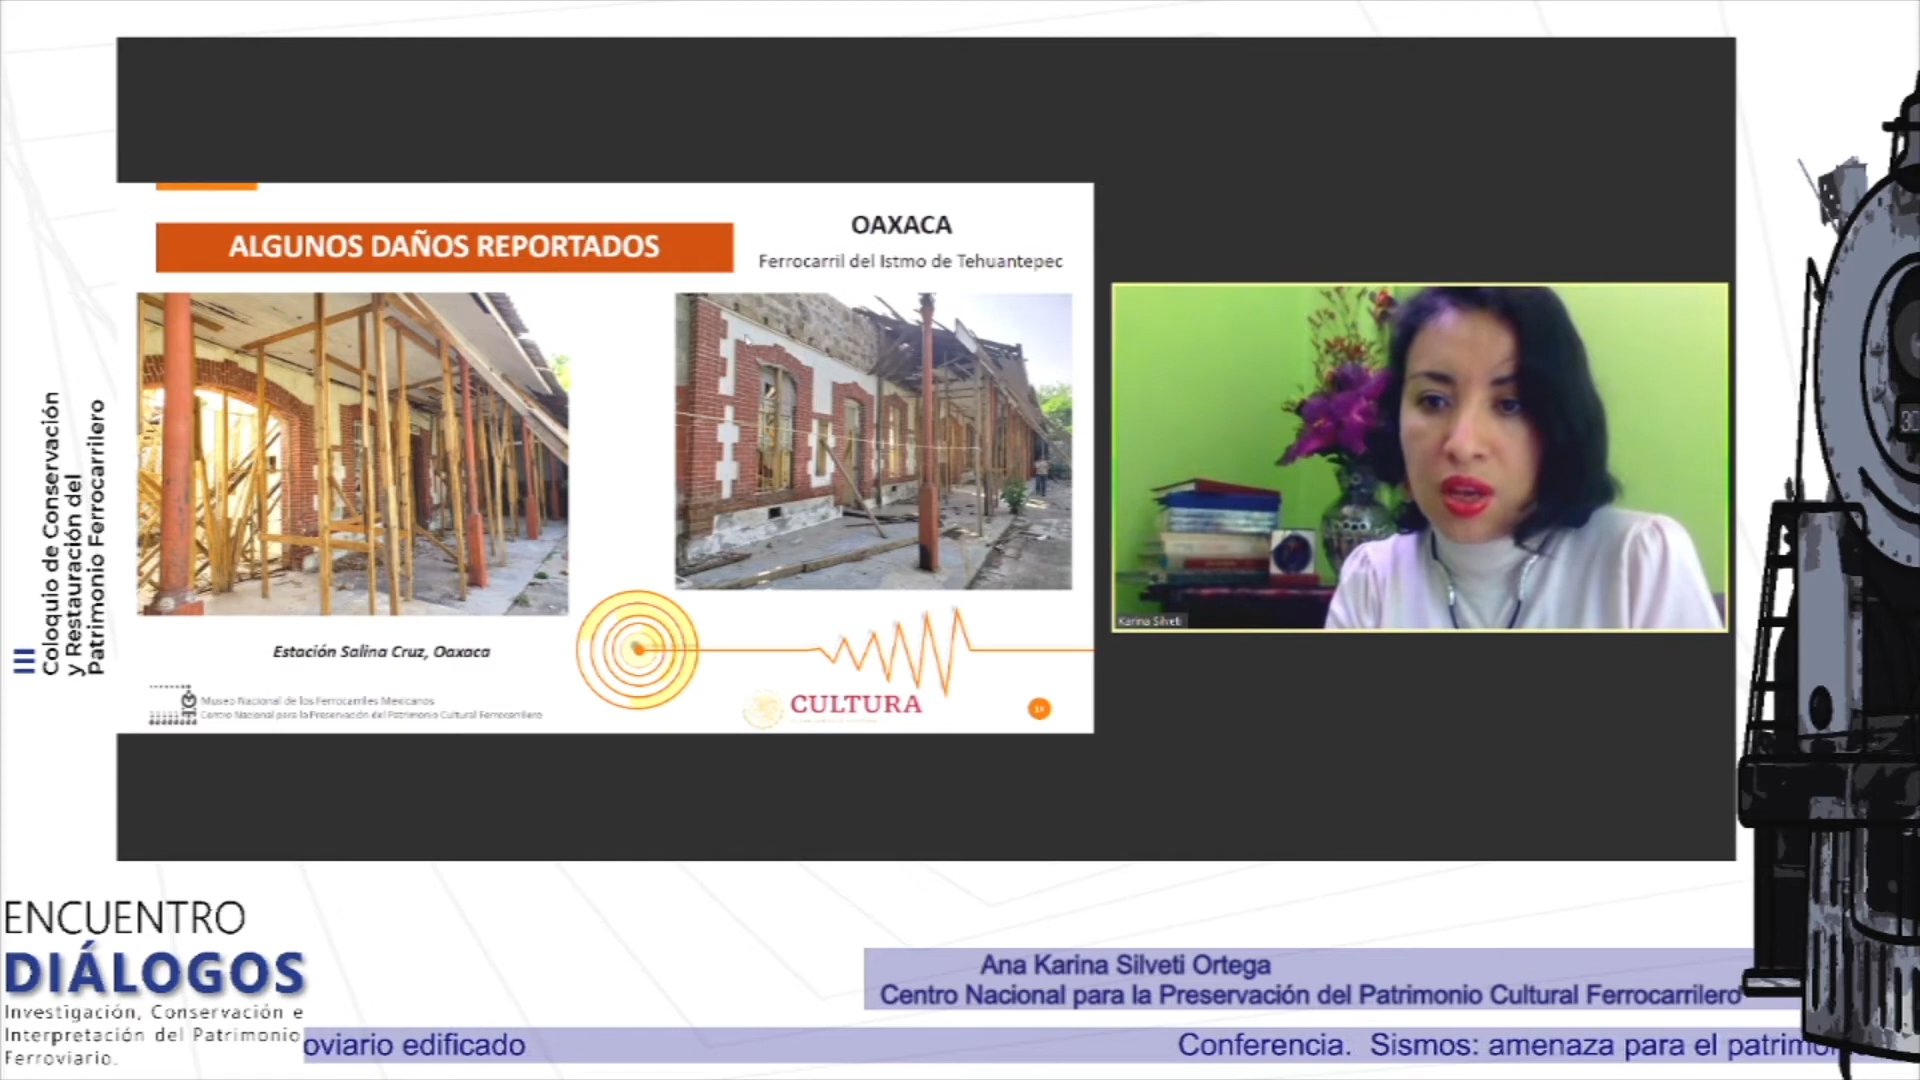 ALGUNOS DAÑOS REPORTADOS
OAXACA
Ferrocarril del Istmo de Tehuantepec
Estación Salina Cruz, Oaxaca
Museo Nacional de los Ferrocarriles Mexicanos
Centro Nacional para la Preservación del Patrimonio Cultural Ferrocarrilero
CULTURA
Karina Silveti
III
Coloquio de Conservación
y Restauración del
Patrimonio Ferrocarrilero
ENCUENTRO
DIÁLOGOS
Investigación, Conservación e
Interpretación del Patrimonio
Ferroviario.
Ana Karina Silveti Ortega
Centro Nacional para la Preservación del Patrimonio Cultural Ferrocarrilero
oviario edificado
Conferencia. Sismos: amenaza para el patrimo